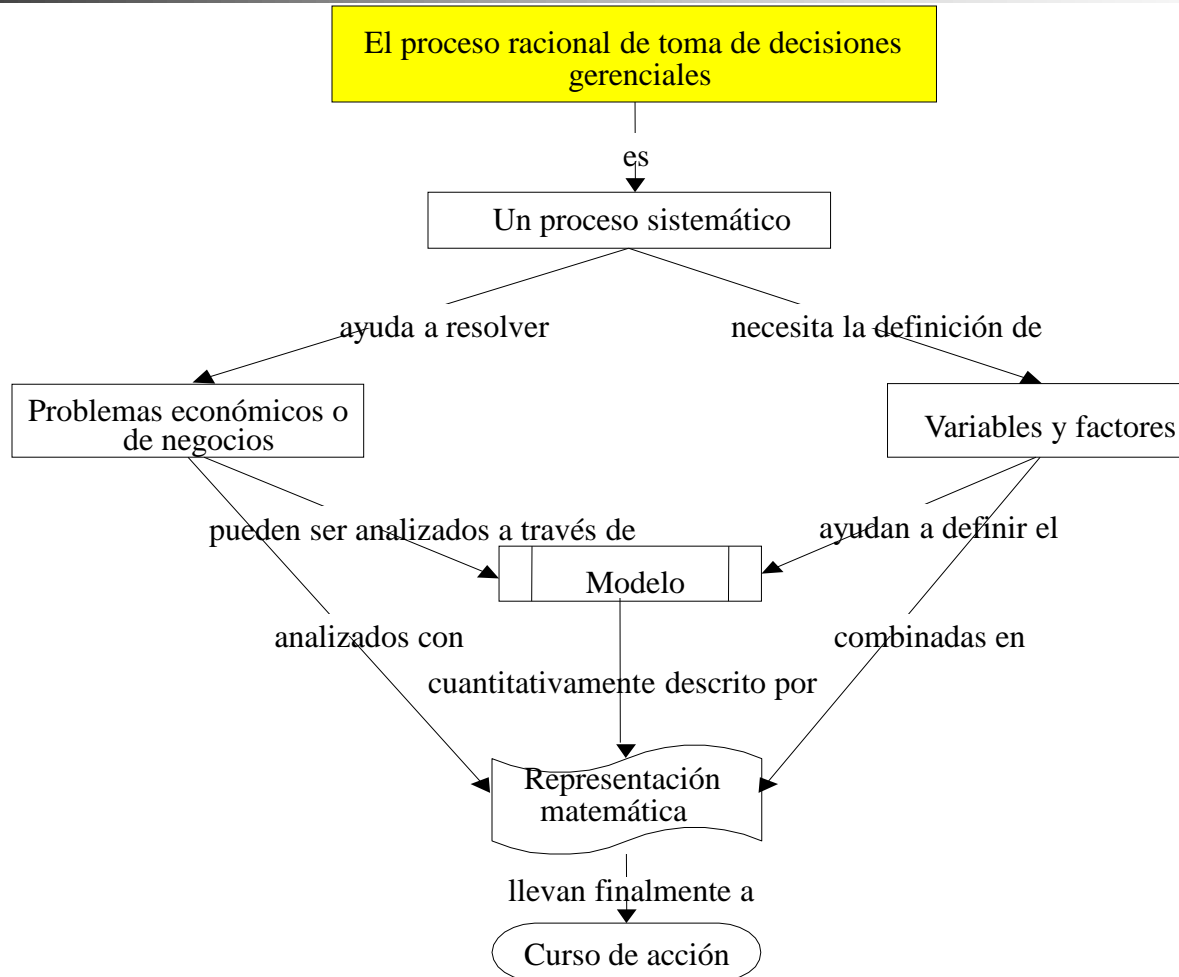 El proceso racional de toma de decisiones
gerenciales
es
Un proceso sistemático
ayuda a resolver
necesita la definición de
Problemas económicos o
de negocios
Variables y factores
pueden ser analizados a través de
ayudan a definir el
Modelo
analizados con
combinadas en
cuantitativamente descrito por
Representación
matemática
llevan finalmente a
Curso de acción